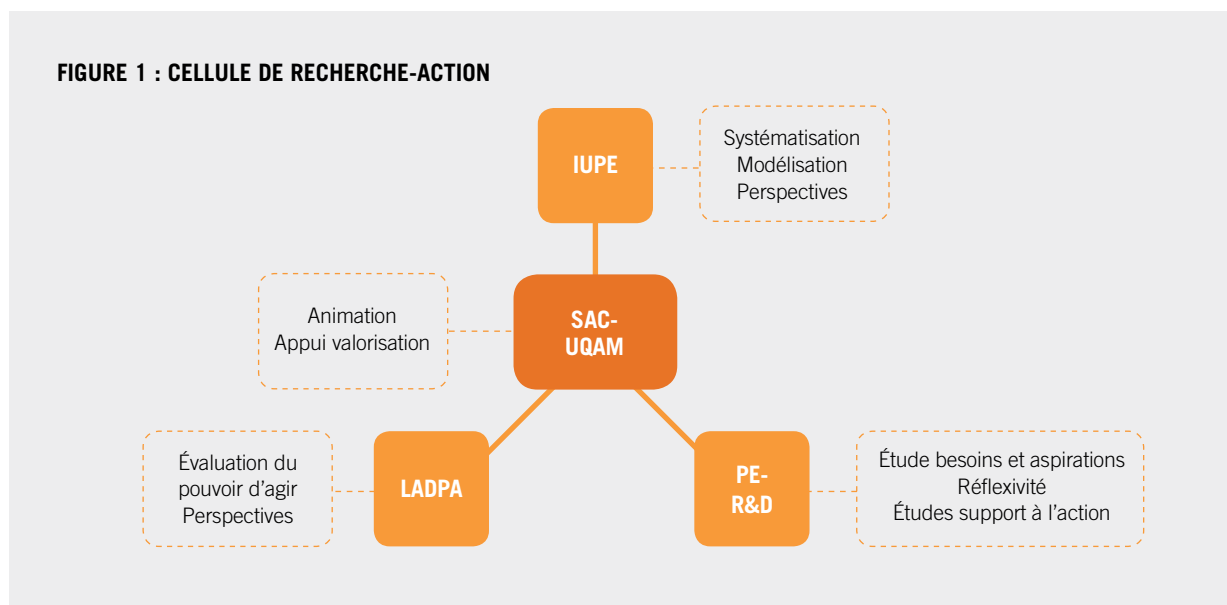 FIGURE 1 : CELLULE DE RECHERCHE-ACTION
IUPE
Systématisation
Modélisation
Perspectives
Animation
Appui valorisation
SAC-
UQAM
Évaluation du
pouvoir d'agir
Perspectives
LADPA
PE-
R&D
Étude besoins et aspirations
Réflexivité
Études support à l'action